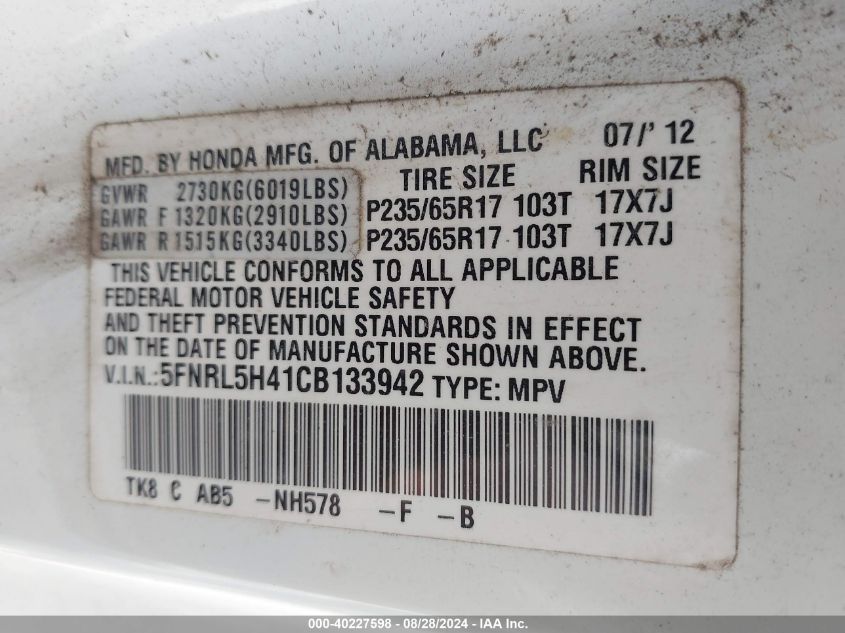 MFD. BY HONDA MFG. OF ALABAMA, LLC 07/' 12
GVWR 2730KG(6019LBS) TIRE SIZE RIM SIZE
GAWR F 1320KG(2910LBS) P235/65R17 103T 17X7J
GAWR R 1515KG(3340LBS) P235/65R17 103T 17X7J
THIS VEHICLE CONFORMS TO ALL APPLICABLE
FEDERAL MOTOR VEHICLE SAFETY
AND THEFT PREVENTION STANDARDS IN EFFECT
ON THE DATE OF MANUFACTURE SHOWN ABOVE.
V.I.N.:5FNRL5H41CB133942 TYPE: MPV
TK8 C AB5 -NH578 -F -B
000-40227598 - 08/28/2024 - IAA Inc.